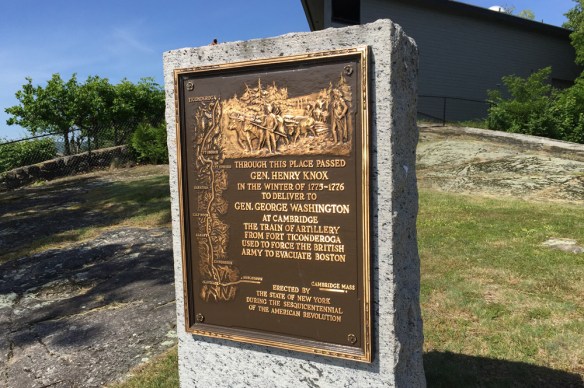 TICONDEROGA
THROUGH THIS PLACE PASSED
GEN. HENRY KNOX
IN THE WINTER OF 1775-1776
TO DELIVER TO
GEN. GEORGE WASHINGTON
AT CAMBRIDGE
THE TRAIN OF ARTILLERY
FROM FORT TICONDEROGA
USED TO FORCE THE BRITISH
ARMY TO EVACUATE BOSTON
CAMBRIDGE MASS
ERECTED BY
THE STATE OF NEW YORK
DURING THE SESQUICENTENNIAL
OF THE AMERICAN REVOLUTION